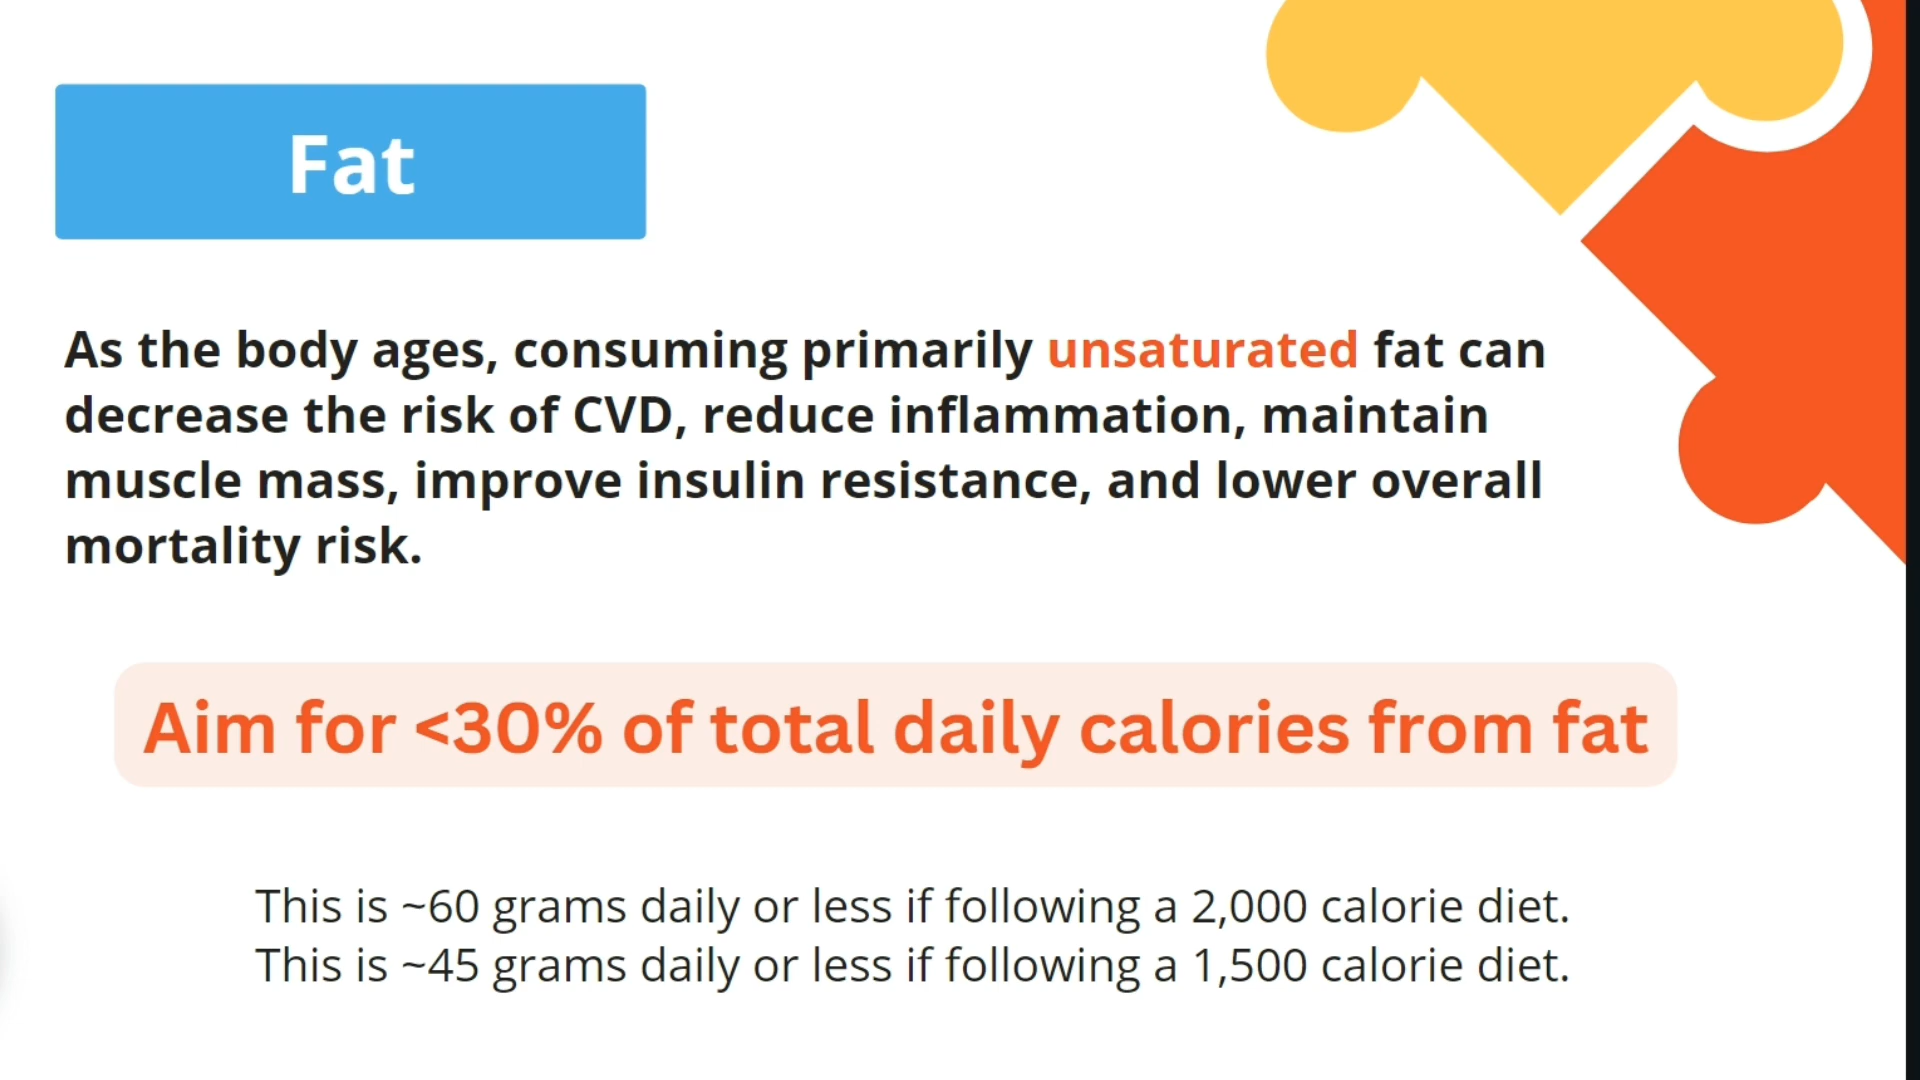 Fat
As the body ages, consuming primarily unsaturated fat can
decrease the risk of CVD, reduce inflammation, maintain
muscle mass, improve insulin resistance, and lower overall
mortality risk.
Aim for <30% of total daily calories from fat
This is ~60 grams daily or less if following a 2,000 calorie diet.
This is ~45 grams daily or less if following a 1,500 calorie diet.